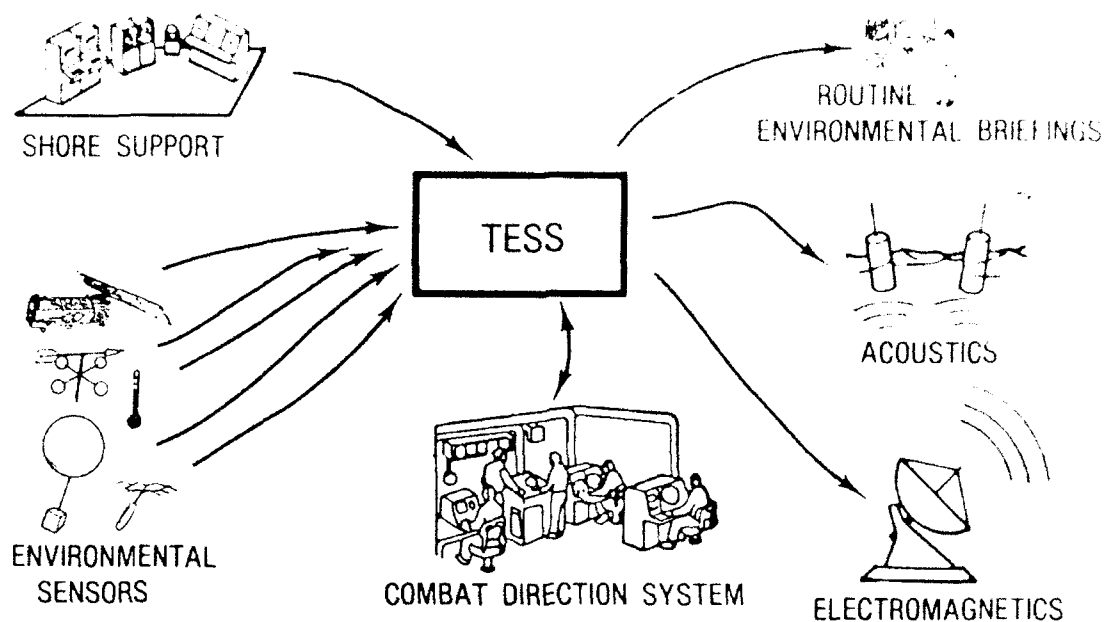 SHORE SUPPORT
ROUTINE
ENVIRONMENTAL BRIEFINGS
TESS
ACOUSTICS
ENVIRONMENTAL
SENSORS
COMBAT DIRECTION SYSTEM
ELECTROMAGNETICS